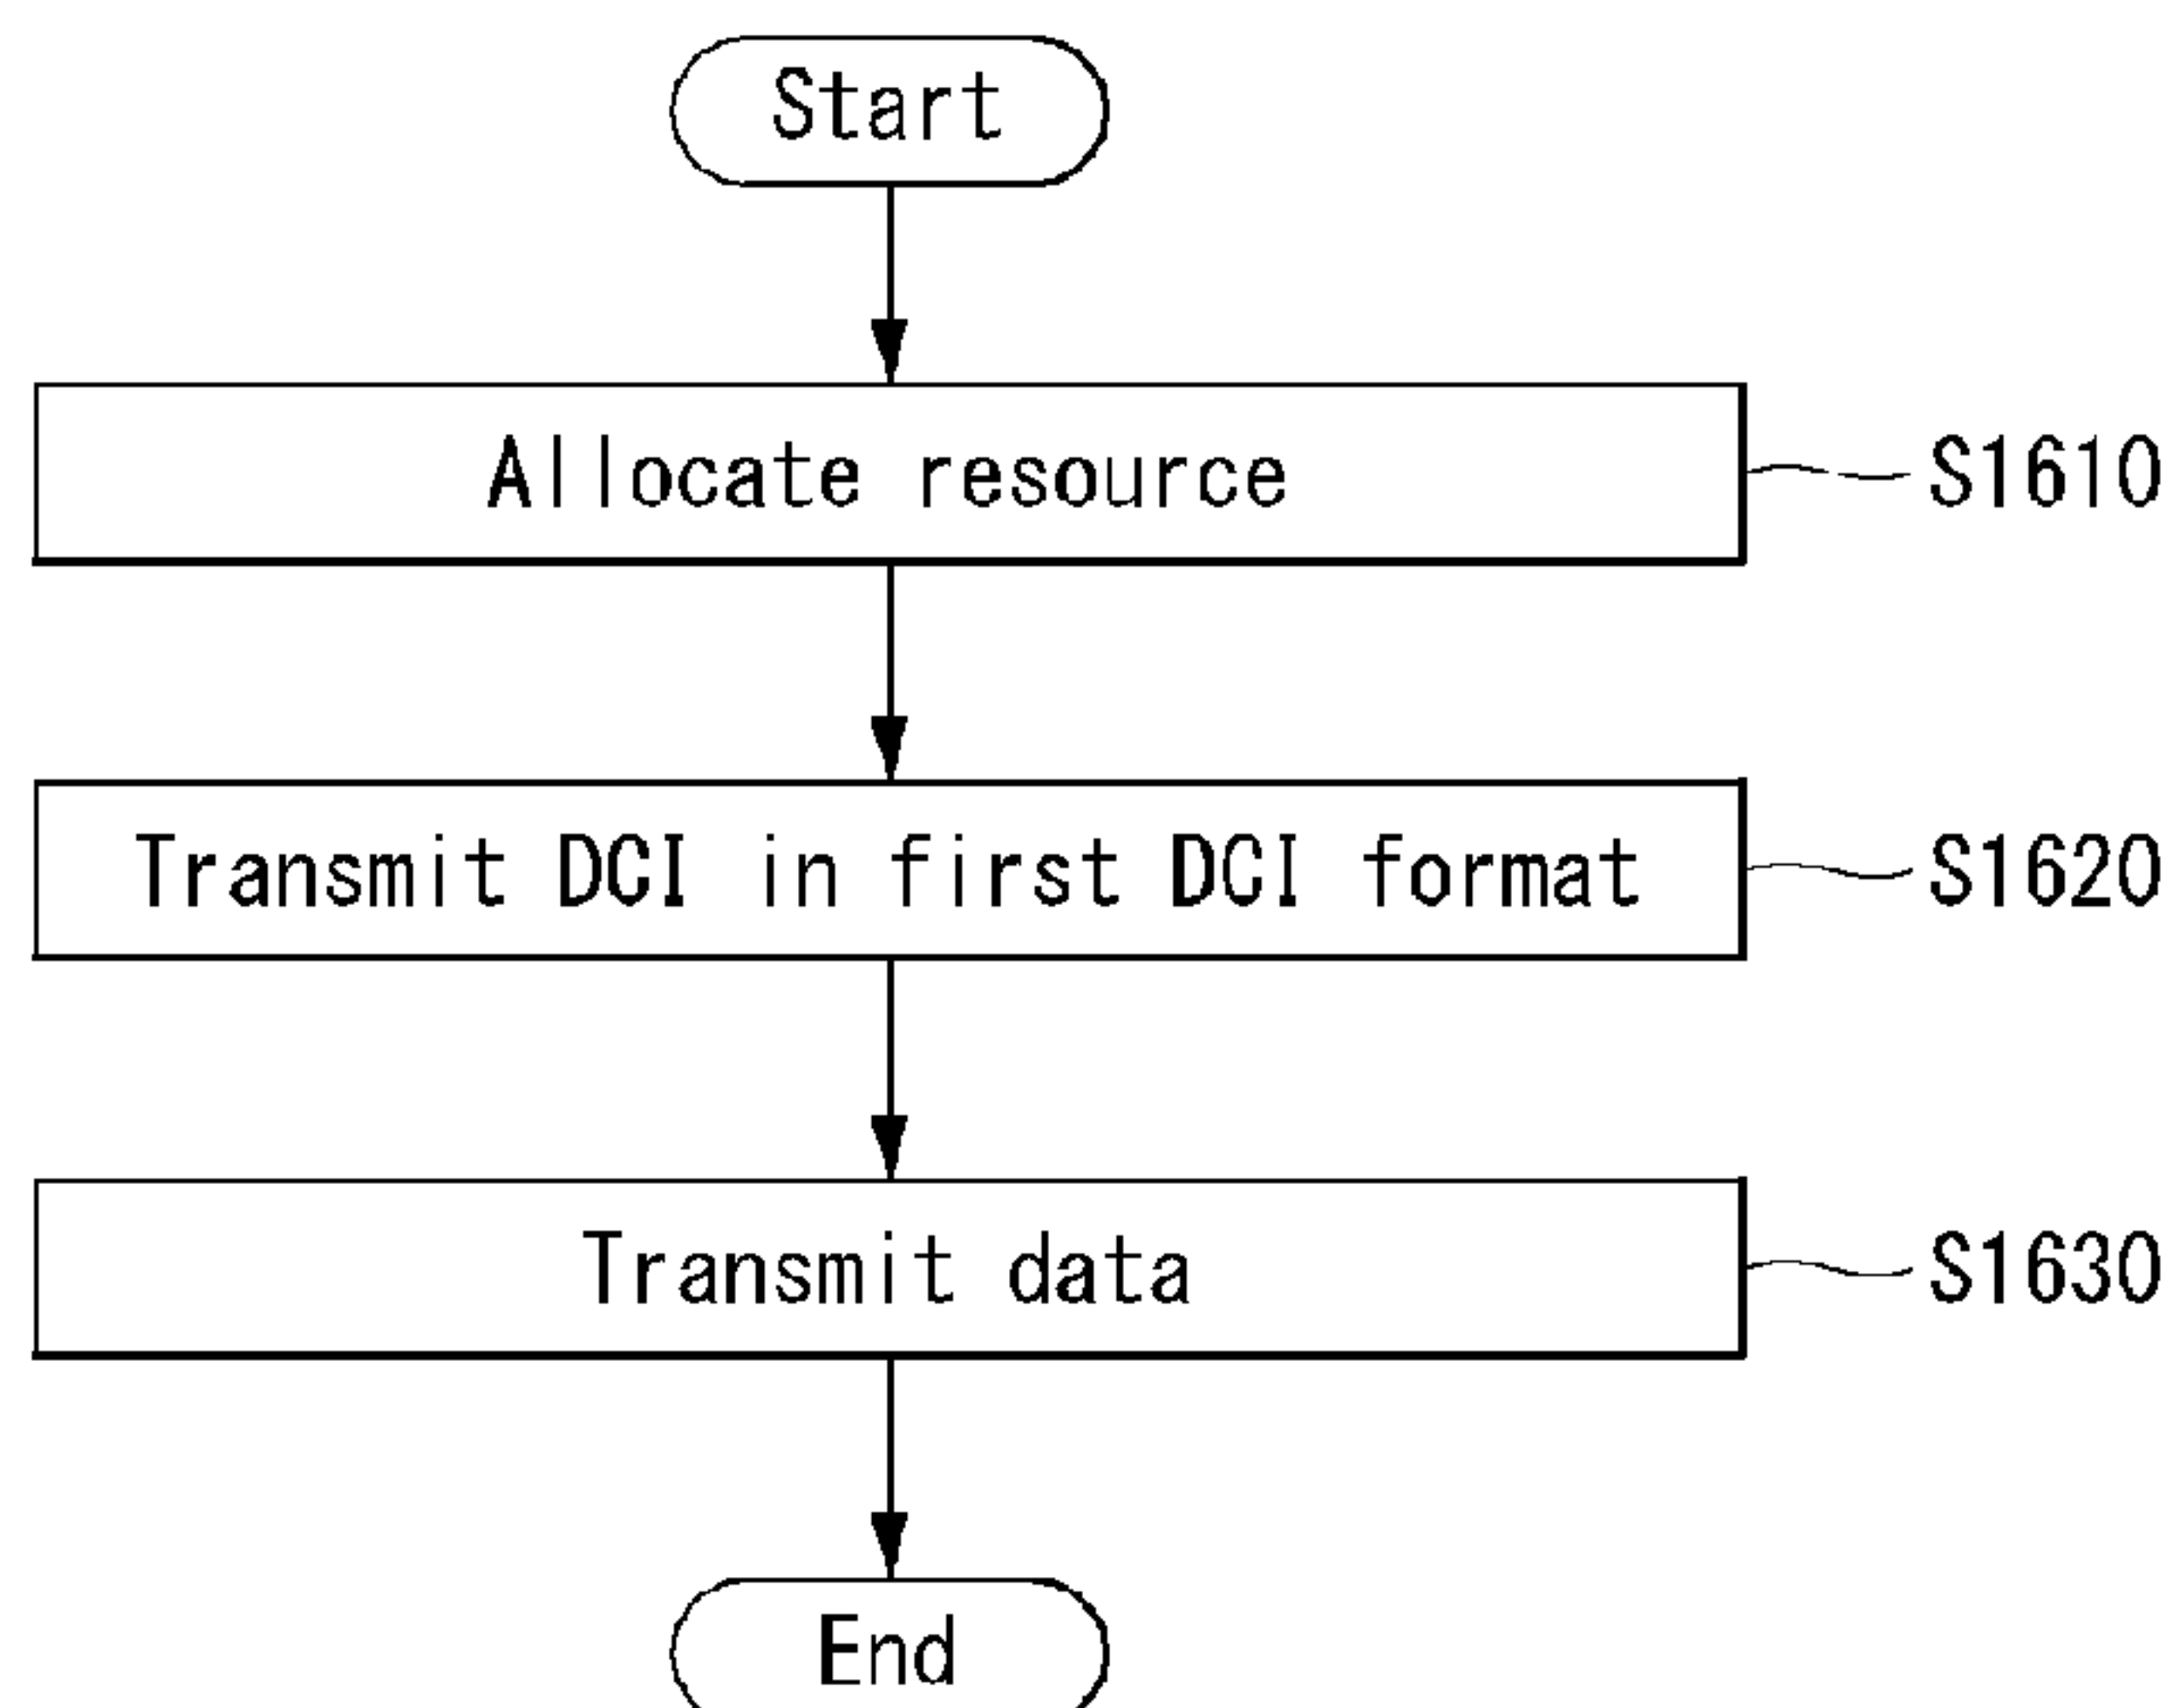 Start
Allocate resource S1610
Transmit DCI in first DCI format S1620
Transmit data S1630
End